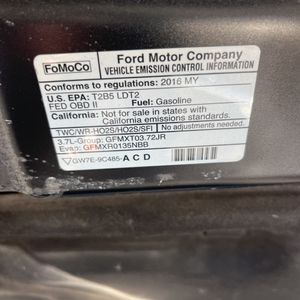 FoMoCo
Ford Motor Company
VEHICLE EMISSION CONTROL INFORMATION
Conforms to regulations: 2016 MY
U.S. EPA: T2B5 LDT2
FED OBD II Fuel: Gasoline
California: Not for sale in states with
California emissions standards.
TWC/WR-HO2S/HO2S/SFI No adjustments needed.
3.7L-Group: GFMXT03.72JR
Evap: GFMXR0135NBB
GW7E-9C485-ACD